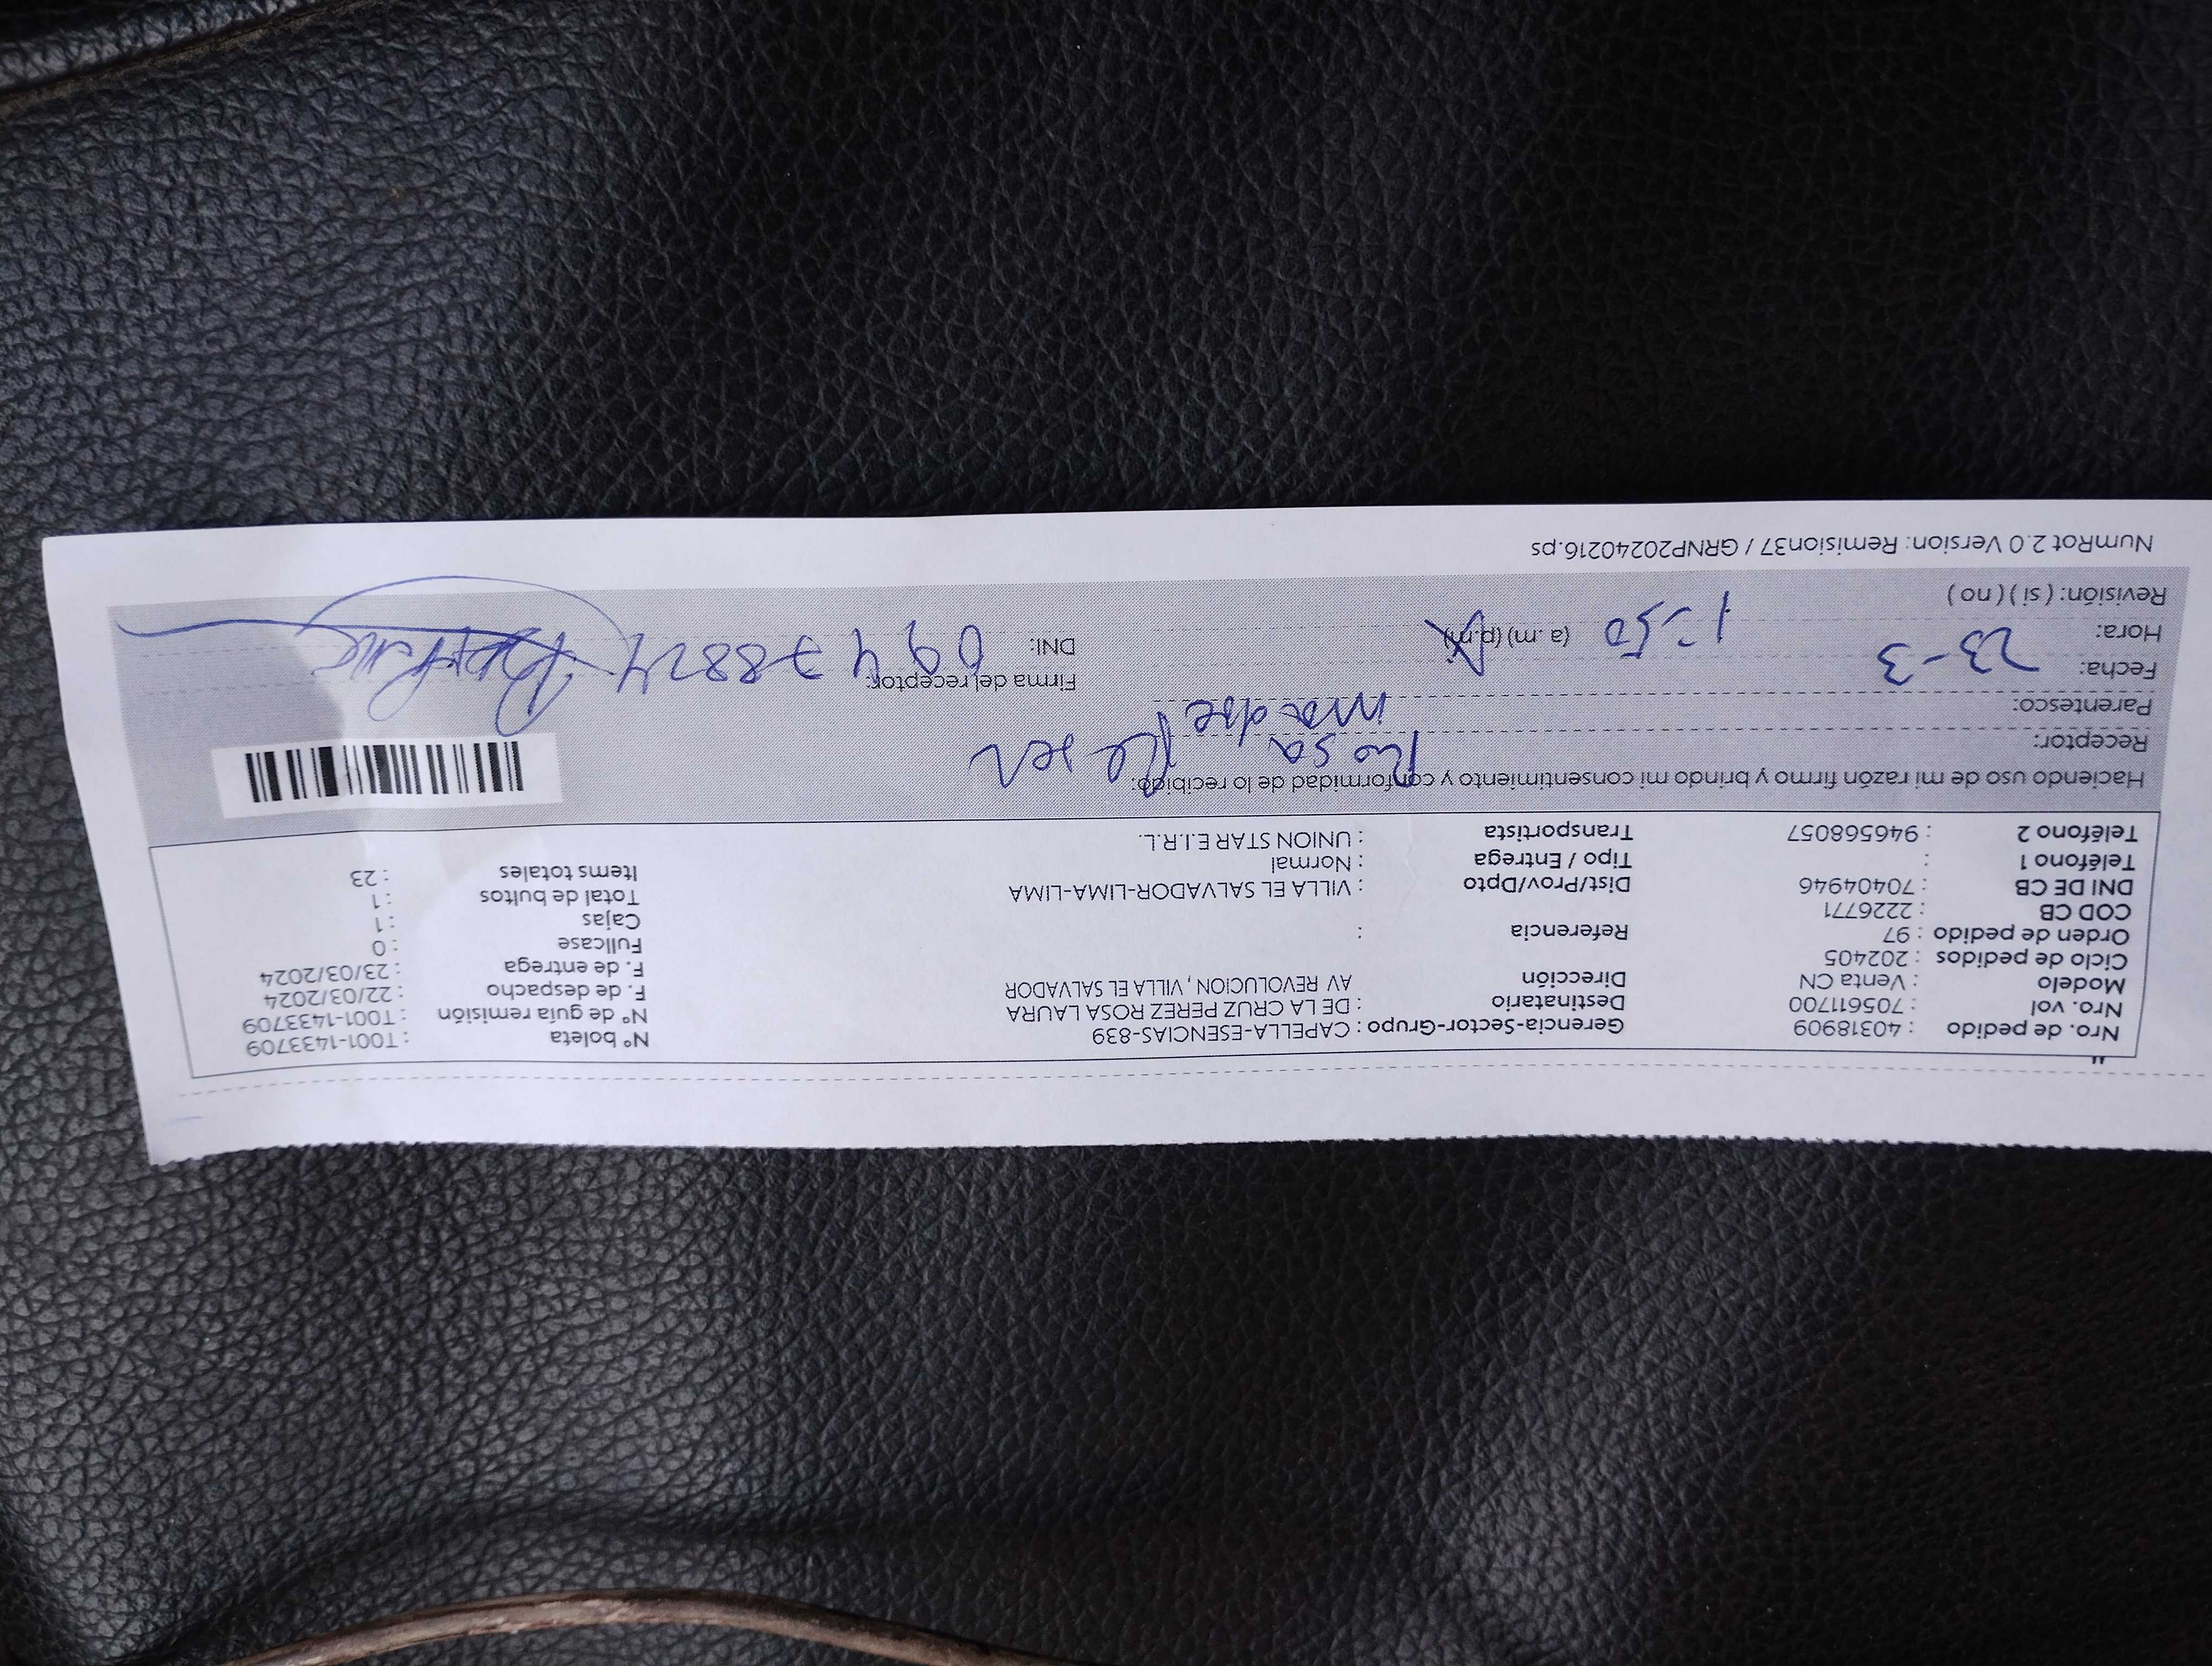 Nro. de pedido : 40318909 Gerencia-Sector-Grupo : CAPELLA-ESENCIAS-839 N° boleta : T001-1433709
Nro. vol : 705611700 Destinatario : DE LA CRUZ PEREZ ROSA LAURA N° de guía remisión : T001-1433709
Modelo : Venta CN Dirección AV REVOLUCION , VILLA EL SALVADOR F. de despacho : 22/03/2024
Ciclo de pedidos : 202405 F. de entrega : 23/03/2024
Orden de pedido : 97 Referencia : Fullcase : 0
COD CB : 2226771 Cajas : 1
DNI DE CB : 70404946 Dist/Prov/Dpto : VILLA EL SALVADOR-LIMA-LIMA Total de bultos : 1
Teléfono 1 : Tipo / Entrega : Normal Items totales : 23
Teléfono 2 : 946568057 Transportista : UNION STAR E.I.R.L.
Haciendo uso de mi razón firmo y brindo mi consentimiento y conformidad de lo recibido.
Receptor: Rosa
Parentesco: madre
Fecha: 23-3 Firma del receptor:
Hora: 1:50 (a .m) (p.m) DNI: 09478824
Revisión: ( si ) ( no )
NumRot 2.0 Version: Remision37 / GRNP20240216.ps